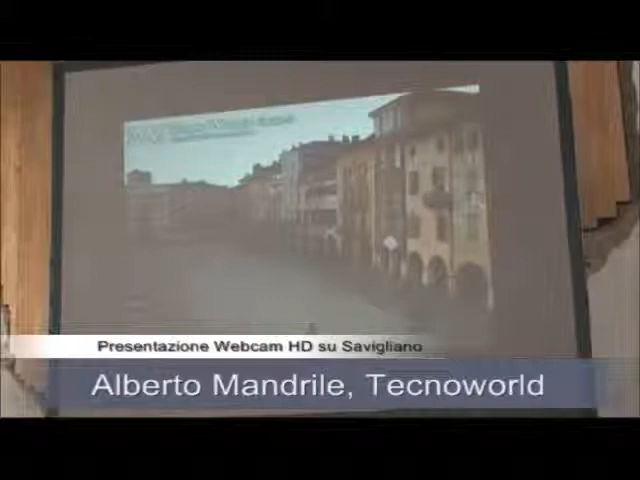 Presentazione Webcam HD su Savigliano
Alberto Mandrile, Tecnoworld